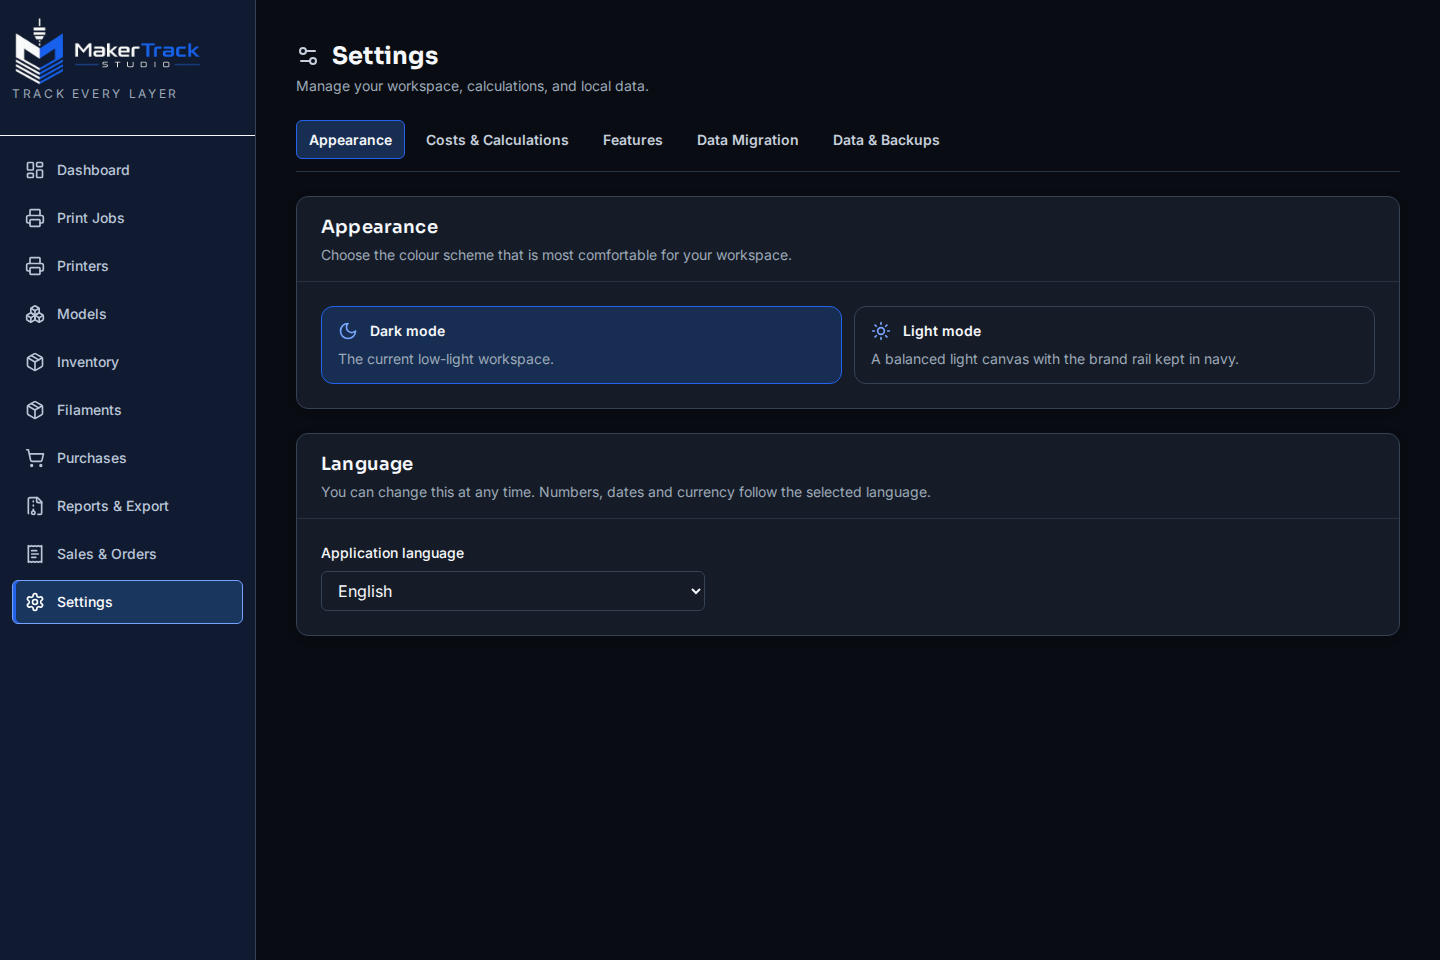 MakerTrack
STUDIO
TRACK EVERY LAYER
Dashboard
Print Jobs
Printers
Models
Inventory
Filaments
Purchases
Reports & Export
Sales & Orders
Settings
Settings
Manage your workspace, calculations, and local data.
Appearance
Costs & Calculations
Features
Data Migration
Data & Backups
Appearance
Choose the colour scheme that is most comfortable for your workspace.
Dark mode
The current low-light workspace.
Light mode
A balanced light canvas with the brand rail kept in navy.
Language
You can change this at any time. Numbers, dates and currency follow the selected language.
Application language
English